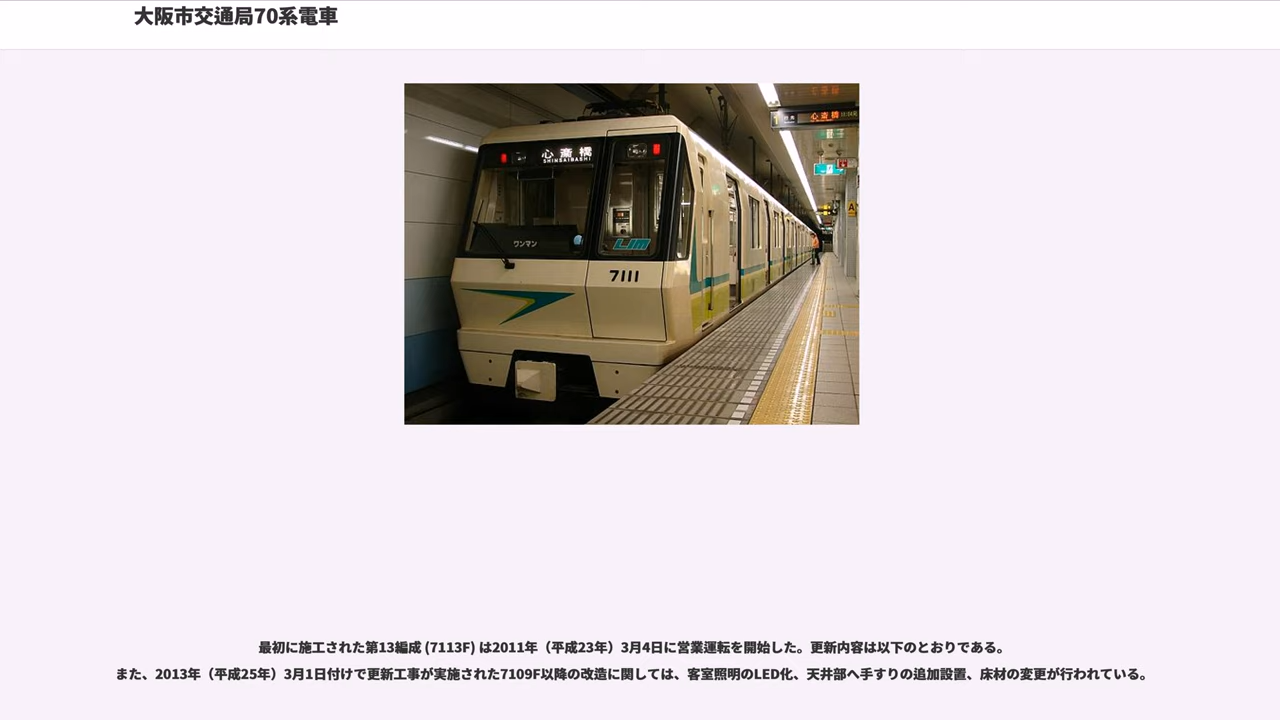 大阪市交通局70系電車
心斎橋
SHINSAIBASHI
心斎橋
ワンマン
LIM
7111
A
最初に施工された第13編成 (7113F) は2011年（平成23年）3月4日に営業運転を開始した。更新内容は以下のとおりである。
また、2013年（平成25年）3月1日付けで更新工事が実施された7109F以降の改造に関しては、客室照明のLED化、天井部へ手すりの追加設置、床材の変更が行われている。